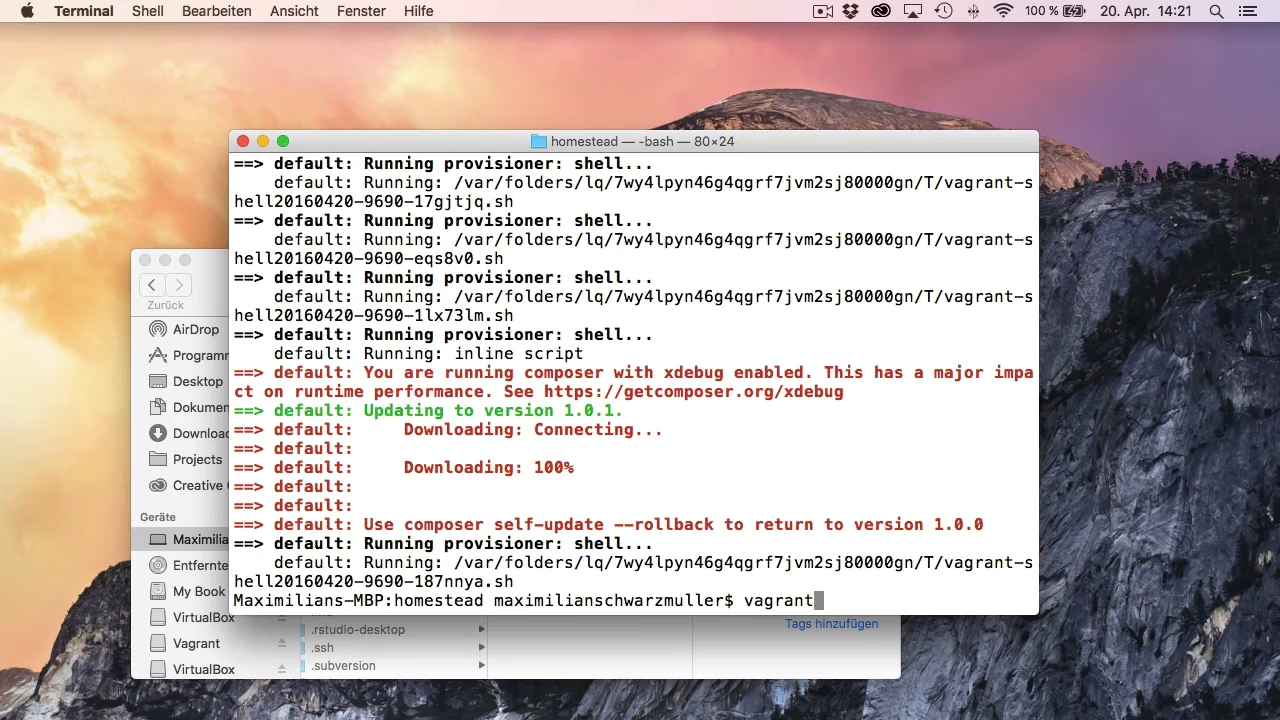 Terminal Shell Bearbeiten Ansicht Fenster Hilfe 100 % 20. Apr. 14:21
homestead — -bash — 80×24
==> default: Running provisioner: shell...
default: Running: /var/folders/lq/7wy4lpyn46g4qgrf7jvm2sj80000gn/T/vagrant-s
hell20160420-9690-17gjtjq.sh
==> default: Running provisioner: shell...
default: Running: /var/folders/lq/7wy4lpyn46g4qgrf7jvm2sj80000gn/T/vagrant-s
hell20160420-9690-eqs8v0.sh
==> default: Running provisioner: shell...
default: Running: /var/folders/lq/7wy4lpyn46g4qgrf7jvm2sj80000gn/T/vagrant-s
hell20160420-9690-1lx73lm.sh
==> default: Running provisioner: shell...
default: Running: inline script
==> default: You are running composer with xdebug enabled. This has a major impa
ct on runtime performance. See https://getcomposer.org/xdebug
==> default: Updating to version 1.0.1.
==> default: Downloading: Connecting...
==> default:
==> default: Downloading: 100%
==> default:
==> default:
==> default: Use composer self-update --rollback to return to version 1.0.0
==> default: Running provisioner: shell...
default: Running: /var/folders/lq/7wy4lpyn46g4qgrf7jvm2sj80000gn/T/vagrant-s
hell20160420-9690-187nnya.sh
Maximilians-MBP:homestead maximilianschwarzmuller$ vagrant
Zurück
AirDrop
Programm
Desktop
Dokumen
Downloa
Projects
Creative
Geräte
Maximilia
Entfernte
My Book
VirtualBox
Vagrant
VirtualBox
.rstudio-desktop
.ssh
.subversion
Tags hinzufügen